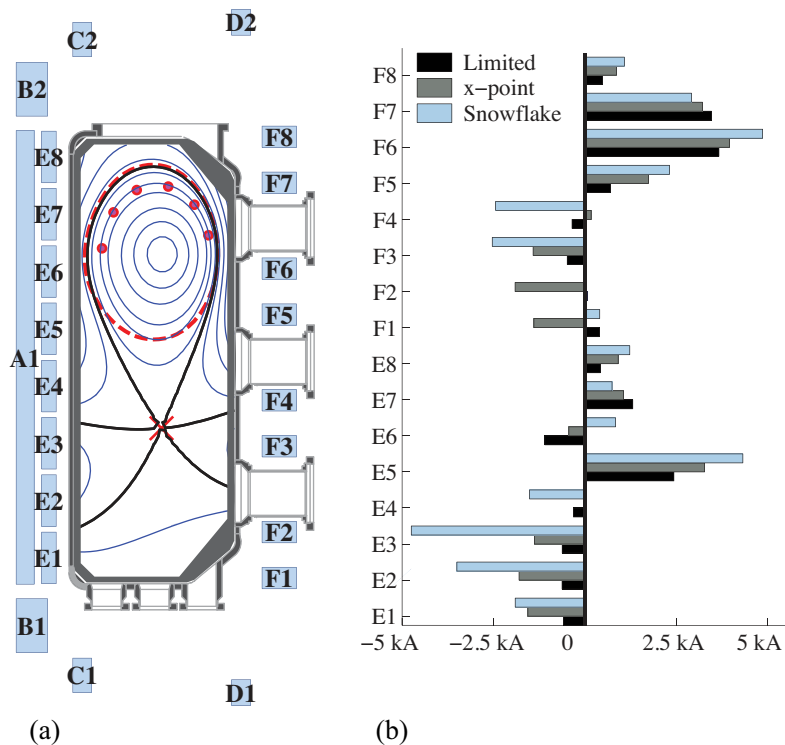 D2
C2
B2
E8
E7
E6
E5
A1
E4
E3
E2
E1
B1
C1
D1
F8
F7
F6
F5
F4
F3
F2
F1
(a)
Limited
x−point
Snowflake
F8
F7
F6
F5
F4
F3
F2
F1
E8
E7
E6
E5
E4
E3
E2
E1
−5 kA −2.5 kA 0 2.5 kA 5 kA
(b)